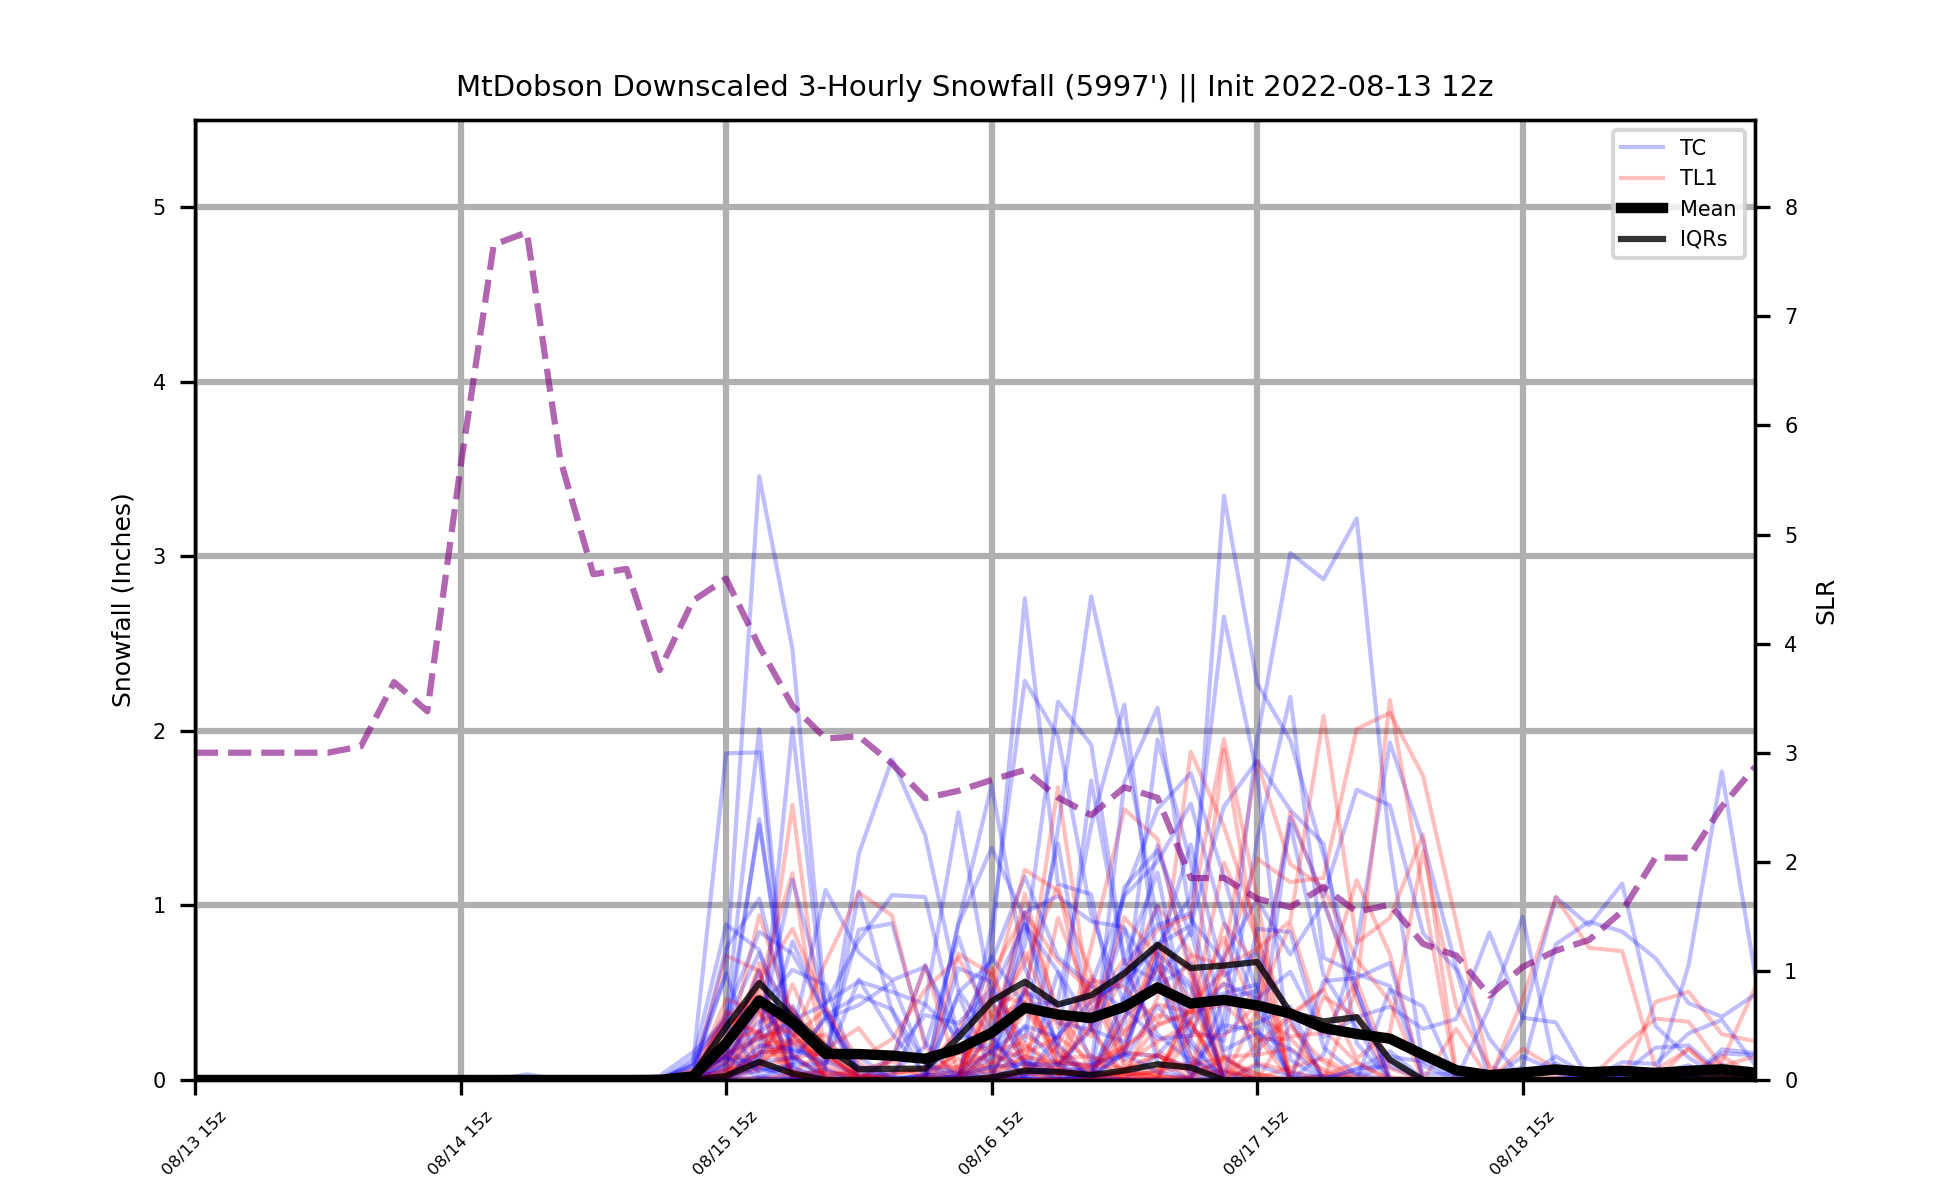 MtDobson Downscaled 3-Hourly Snowfall (5997') || Init 2022-08-13 12z
TC
TL1
Mean
IQRs
Snowfall (Inches)
5
4
3
2
1
0
8
7
6
5
4
3
2
1
0
SLR
08/13 15z
08/14 15z
08/15 15z
08/16 15z
08/17 15z
08/18 15z